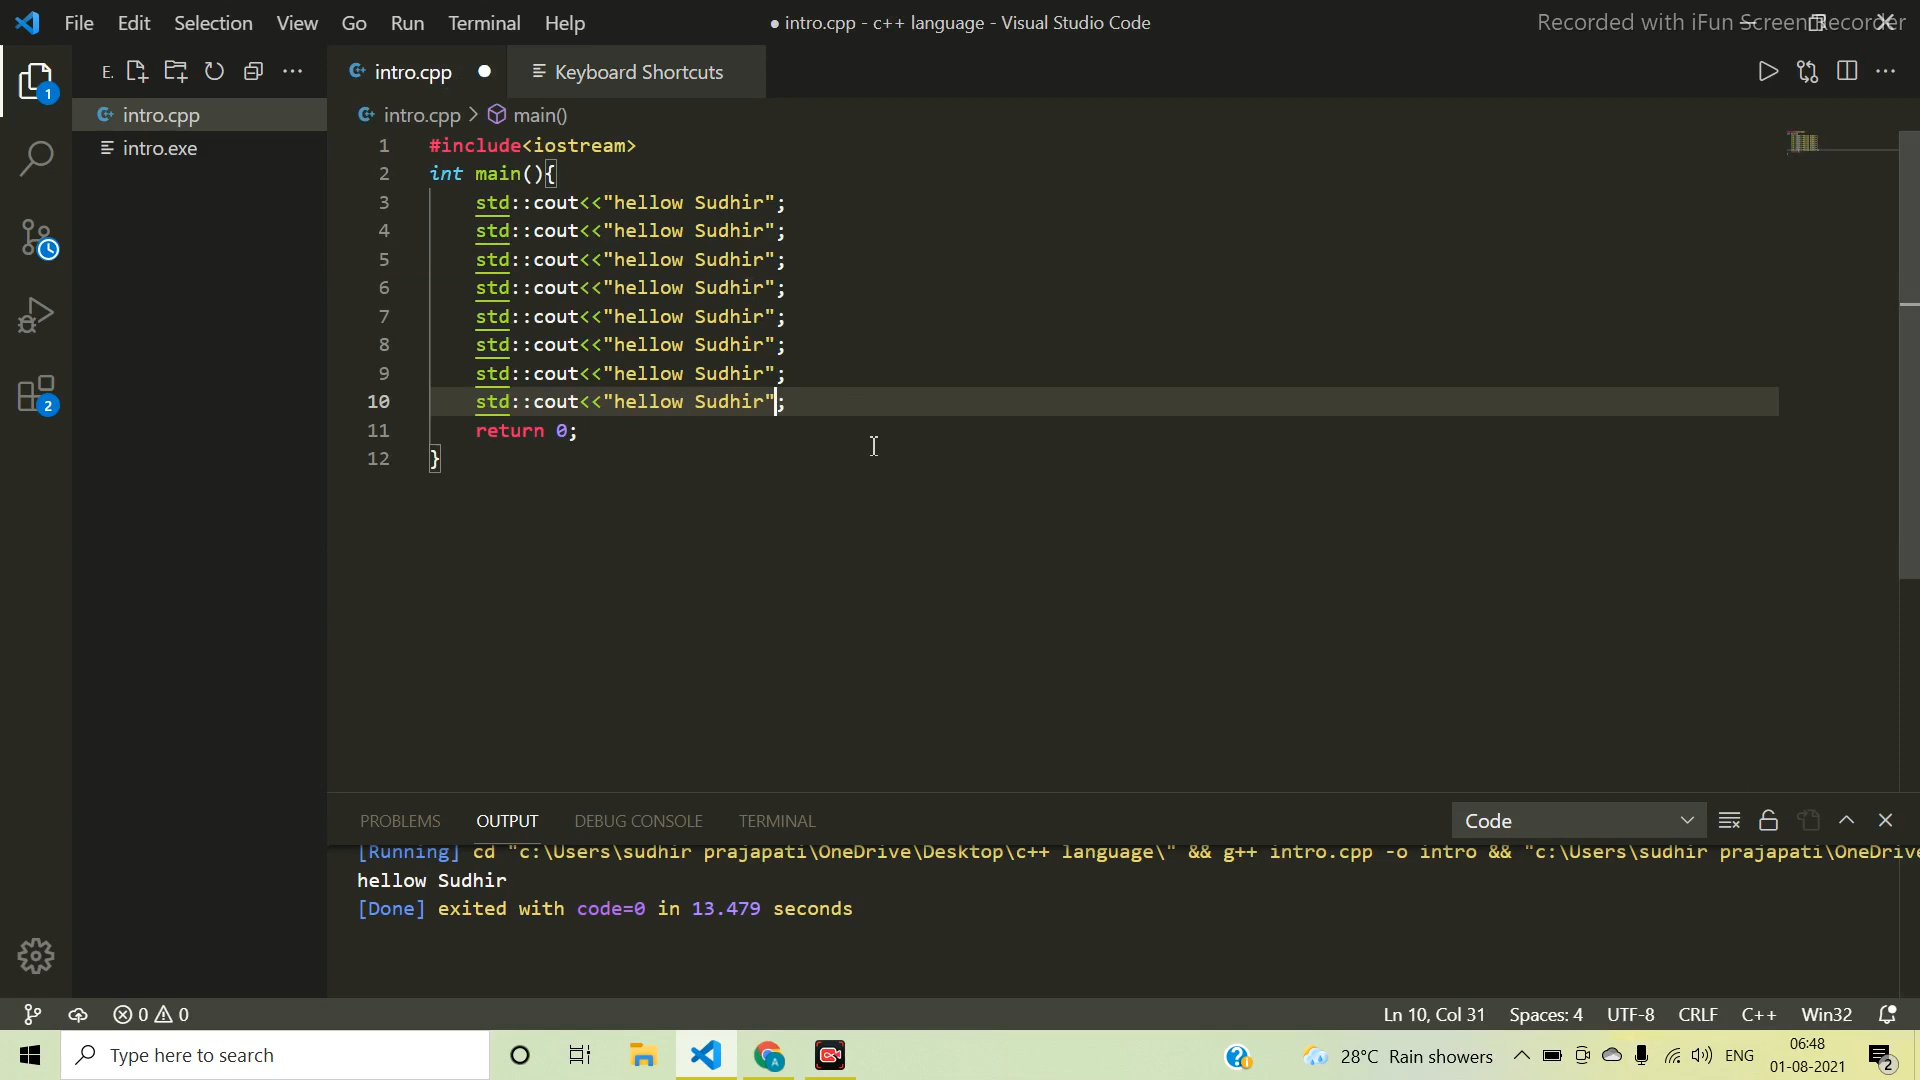 File Edit Selection View Go Run Terminal Help
● intro.cpp - c++ language - Visual Studio Code
Recorded with iFun Screen Recorder
E.
intro.cpp
intro.exe
intro.cpp ● Keyboard Shortcuts
intro.cpp > main()
1 #include<iostream>
2 int main(){
3 std::cout<<"hellow Sudhir";
4 std::cout<<"hellow Sudhir";
5 std::cout<<"hellow Sudhir";
6 std::cout<<"hellow Sudhir";
7 std::cout<<"hellow Sudhir";
8 std::cout<<"hellow Sudhir";
9 std::cout<<"hellow Sudhir";
10 std::cout<<"hellow Sudhir";
11 return 0;
12 }
1
2
PROBLEMS OUTPUT DEBUG CONSOLE TERMINAL
Code
[Running] cd "c:\Users\sudhir prajapati\OneDrive\Desktop\c++ language\" && g++ intro.cpp -o intro && "c:\Users\sudhir prajapati\OneDrive
hellow Sudhir
[Done] exited with code=0 in 13.479 seconds
0 0
Ln 10, Col 31 Spaces: 4 UTF-8 CRLF C++ Win32
Type here to search
28°C Rain showers
ENG
06:48
01-08-2021
2